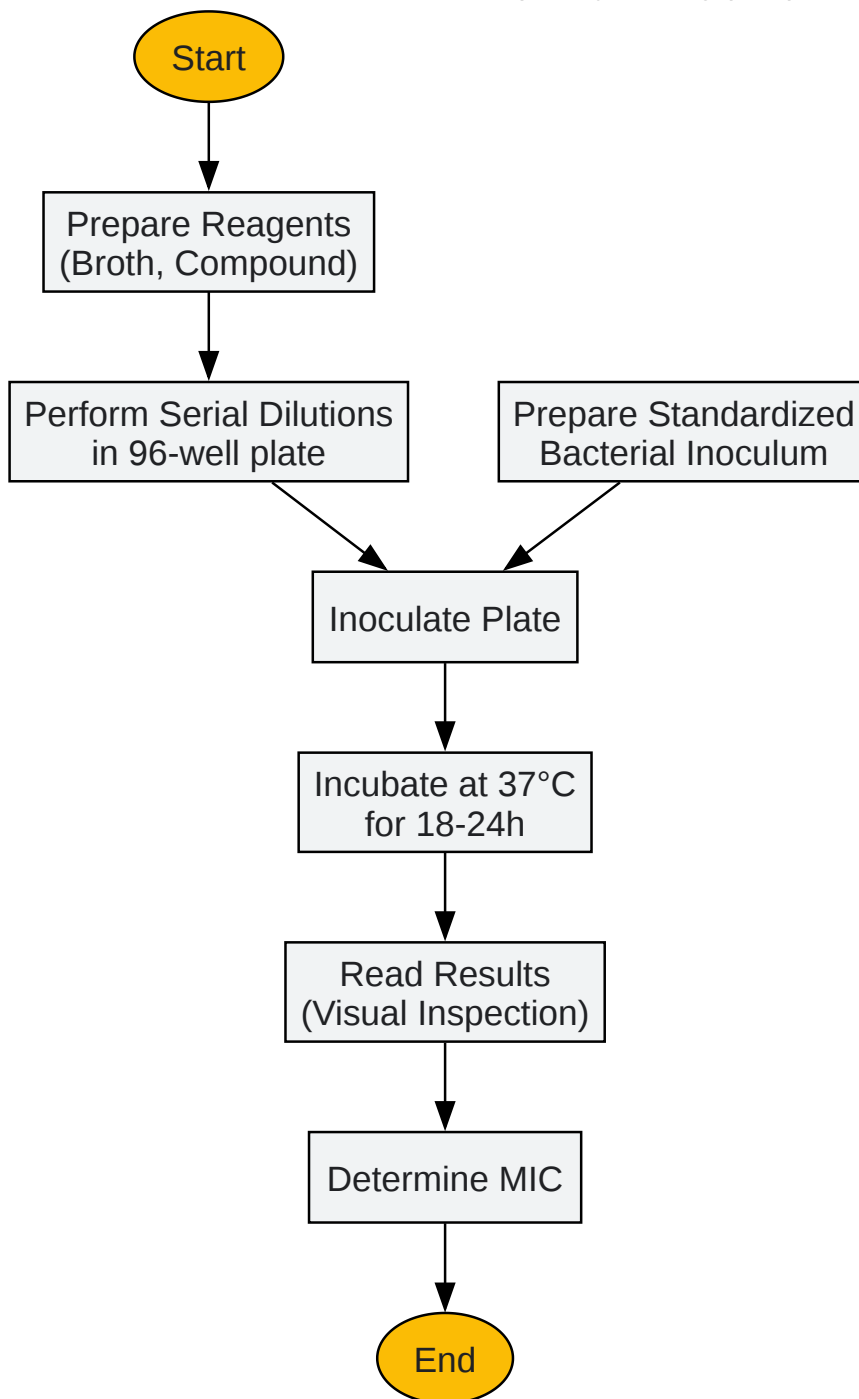 Start
Prepare Reagents
(Broth, Compound)
Perform Serial Dilutions
in 96-well plate
Prepare Standardized
Bacterial Inoculum
Inoculate Plate
Incubate at 37°C
for 18-24h
Read Results
(Visual Inspection)
Determine MIC
End